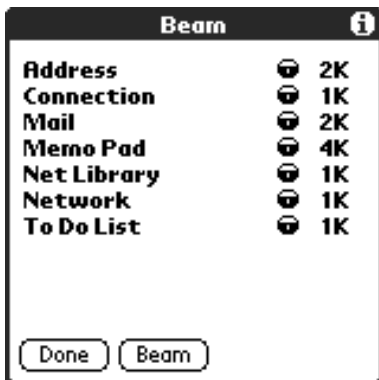 Beam i
Address 2K
Connection 1K
Mail 2K
Memo Pad 4K
Net Library 1K
Network 1K
To Do List 1K
Done Beam